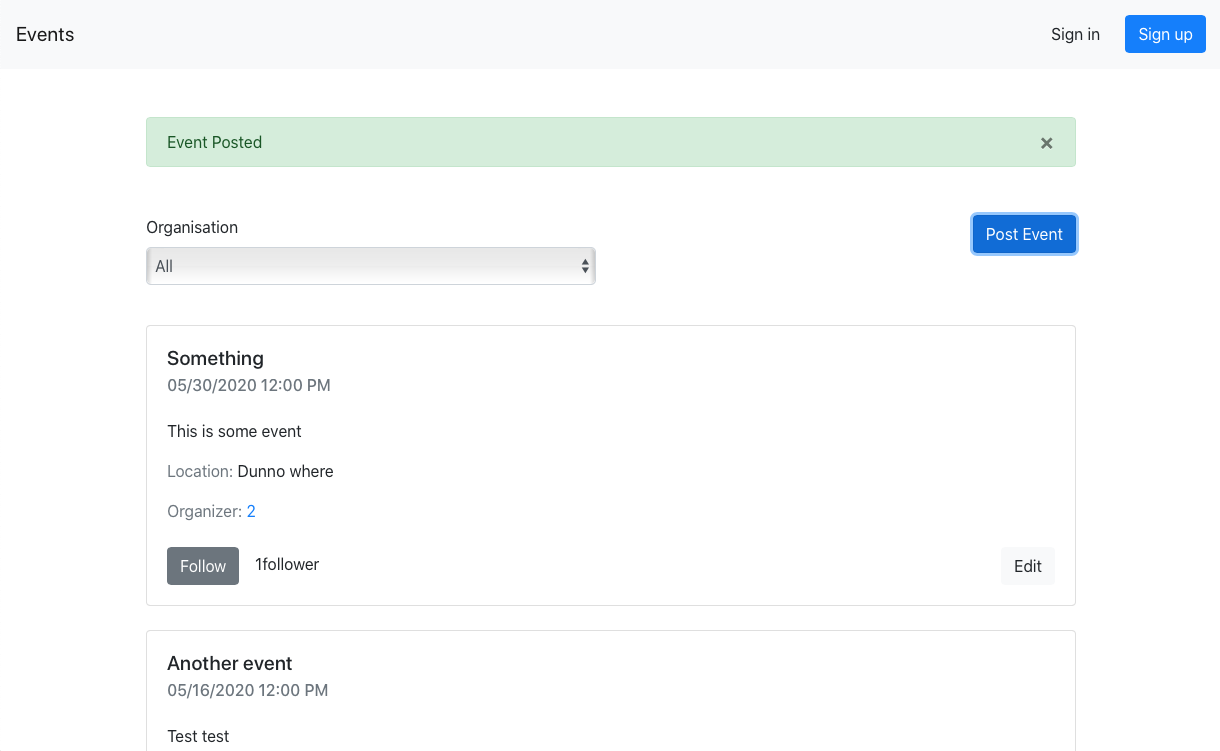 Events
Sign in
Sign up
Event Posted
×
Organisation
Post Event
All
Something
05/30/2020 12:00 PM
This is some event
Location: Dunno where
Organizer: 2
Follow
1follower
Edit
Another event
05/16/2020 12:00 PM
Test test